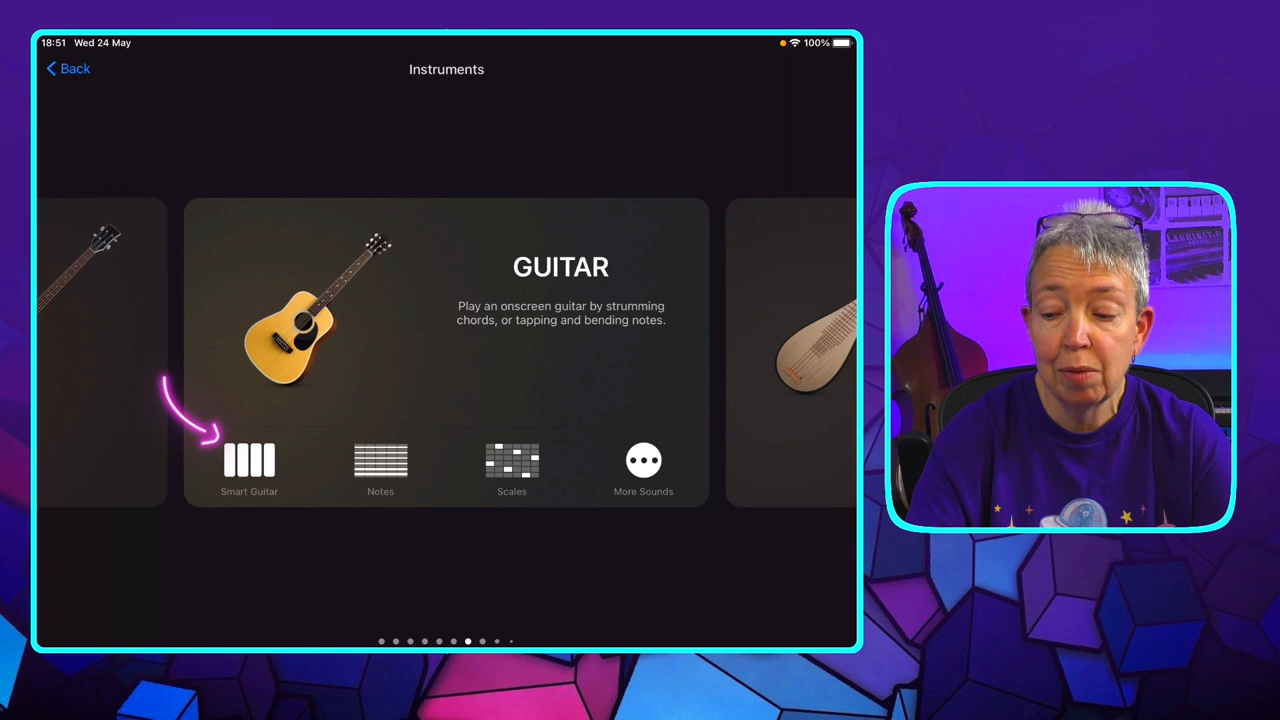 18:51 Wed 24 May
100%
Back
Instruments
GUITAR
Play an onscreen guitar by strumming
chords, or tapping and bending notes.
Smart Guitar
Notes
Scales
More Sounds